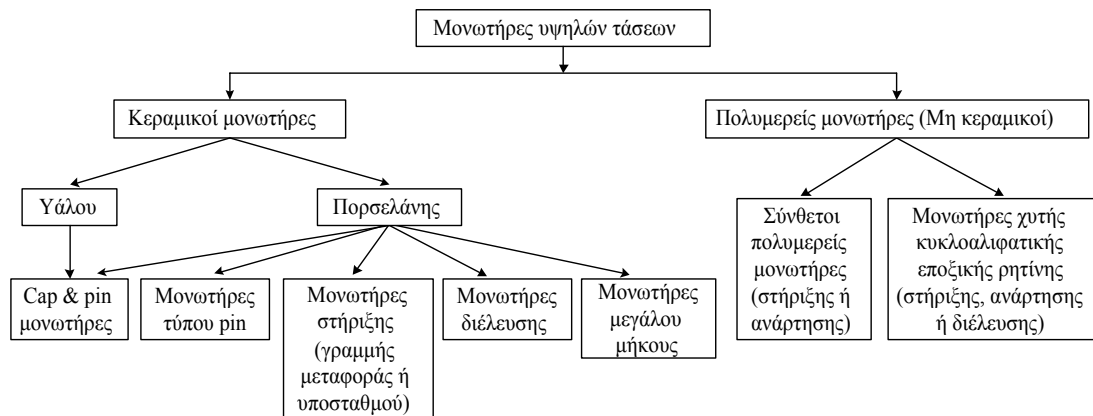 Μονωτήρες υψηλών τάσεων
Κεραμικοί μονωτήρες
Πολυμερείς μονωτήρες (Μη κεραμικοί)
Υάλου
Πορσελάνης
Cap & pin
μονωτήρες
Μονωτήρες
τύπου pin
Μονωτήρες
στήριξης
(γραμμής
μεταφοράς ή
υποσταθμού)
Μονωτήρες
διέλευσης
Μονωτήρες
μεγάλου
μήκους
Σύνθετοι
πολυμερείς
μονωτήρες
(στήριξης ή
ανάρτησης)
Μονωτήρες χυτής
κυκλοαλιφατικής
εποξικής ρητίνης
(στήριξης, ανάρτησης
ή διέλευσης)